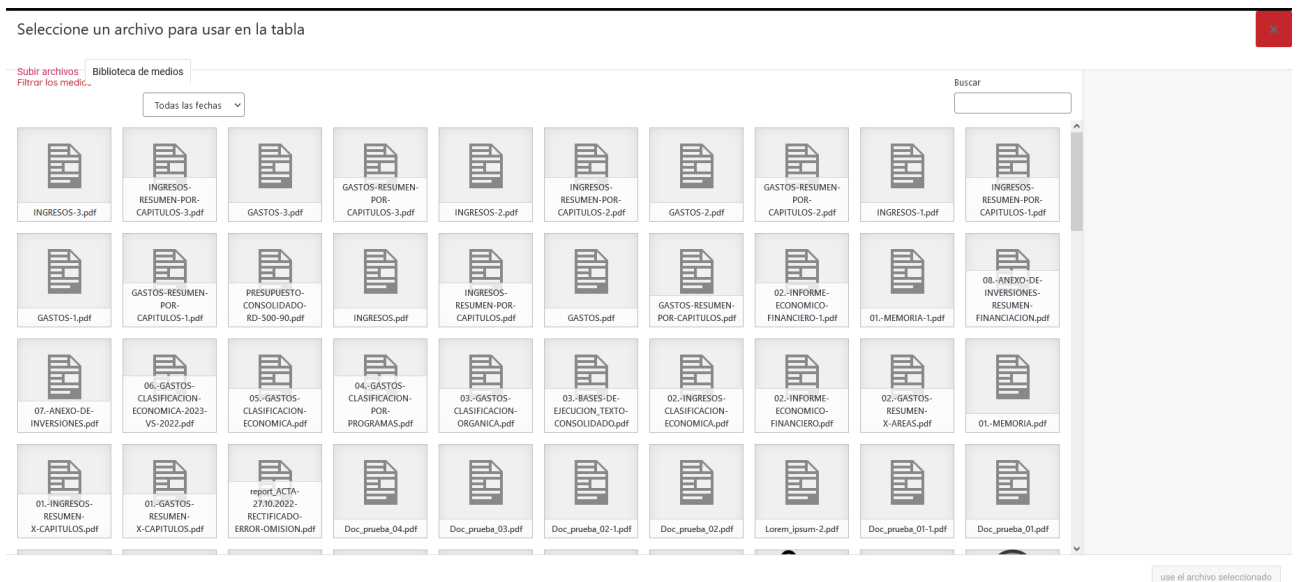 Seleccione un archivo para usar en la tabla
×
Subir archivos
Biblioteca de medios
Filtrar los medios
Buscar
Todas las fechas
INGRESOS-3.pdf
INGRESOS-
RESUMEN-POR-
CAPITULOS-3.pdf
GASTOS-3.pdf
GASTOS-RESUMEN-
POR-
CAPITULOS-3.pdf
INGRESOS-2.pdf
INGRESOS-
RESUMEN-POR-
CAPITULOS-2.pdf
GASTOS-2.pdf
GASTOS-RESUMEN-
POR-
CAPITULOS-2.pdf
INGRESOS-1.pdf
INGRESOS-
RESUMEN-POR-
CAPITULOS-1.pdf
GASTOS-1.pdf
GASTOS-RESUMEN-
POR-
CAPITULOS-1.pdf
PRESUPUESTO-
CONSOLIDADO-
RD-500-90.pdf
INGRESOS.pdf
INGRESOS-
RESUMEN-POR-
CAPITULOS.pdf
GASTOS.pdf
GASTOS-RESUMEN-
POR-CAPITULOS.pdf
02.-INFORME-
ECONOMICO-
FINANCIERO-1.pdf
01.-MEMORIA-1.pdf
08.-ANEXO-DE-
INVERSIONES-
RESUMEN-
FINANCIACION.pdf
07.-ANEXO-DE-
INVERSIONES.pdf
06.-GASTOS-
CLASIFICACION-
ECONOMICA-2023-
VS-2022.pdf
05.-GASTOS-
CLASIFICACION-
ECONOMICA.pdf
04.-GASTOS-
CLASIFICACION-
POR-
PROGRAMAS.pdf
03.-GASTOS-
CLASIFICACION-
ORGANICA.pdf
03.-BASES-DE-
EJECUCION_TEXTO-
CONSOLIDADO.pdf
02.-INGRESOS-
CLASIFICACION-
ECONOMICA.pdf
02.-INFORME-
ECONOMICO-
FINANCIERO.pdf
02.-GASTOS-
RESUMEN-
X-AREAS.pdf
01.-MEMORIA.pdf
01.-INGRESOS-
RESUMEN-
X-CAPITULOS.pdf
01.-GASTOS-
RESUMEN-
X-CAPITULOS.pdf
report_ACTA-
27.10.2022-
RECTIFICADO-
ERROR-OMISION.pdf
Doc_prueba_04.pdf
Doc_prueba_03.pdf
Doc_prueba_02-1.pdf
Doc_prueba_02.pdf
Lorem_ipsum-2.pdf
Doc_prueba_01-1.pdf
Doc_prueba_01.pdf
use el archivo seleccionado